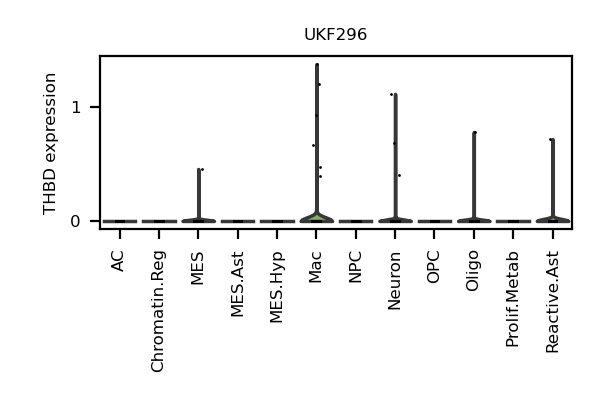 UKF296
THBD expression
1
0
AC
Chromatin.Reg
MES
MES.Ast
MES.Hyp
Mac
NPC
Neuron
OPC
Oligo
Prolif.Metab
Reactive.Ast